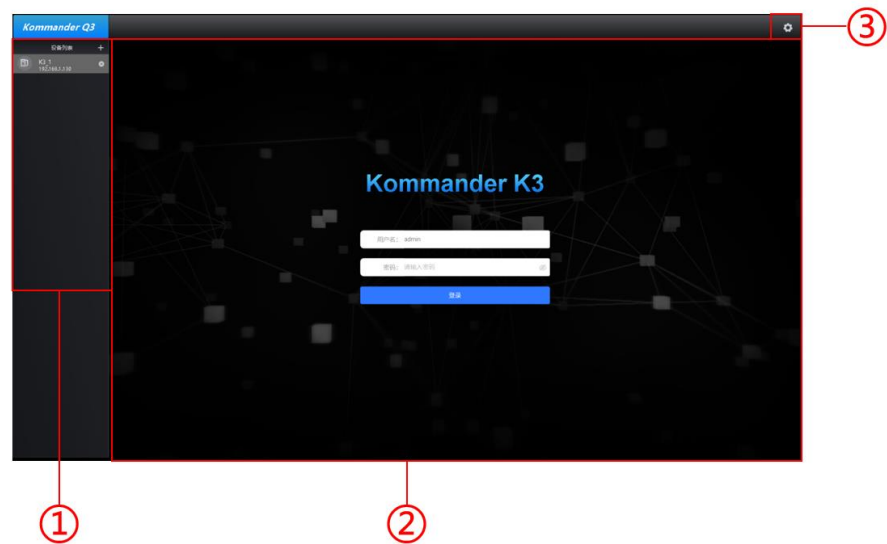 Kommander Q3
③
设备列表 +
K3_1
192.168.1.138
Kommander K3
用户名： admin
密码： 请输入密码
登录
①
②